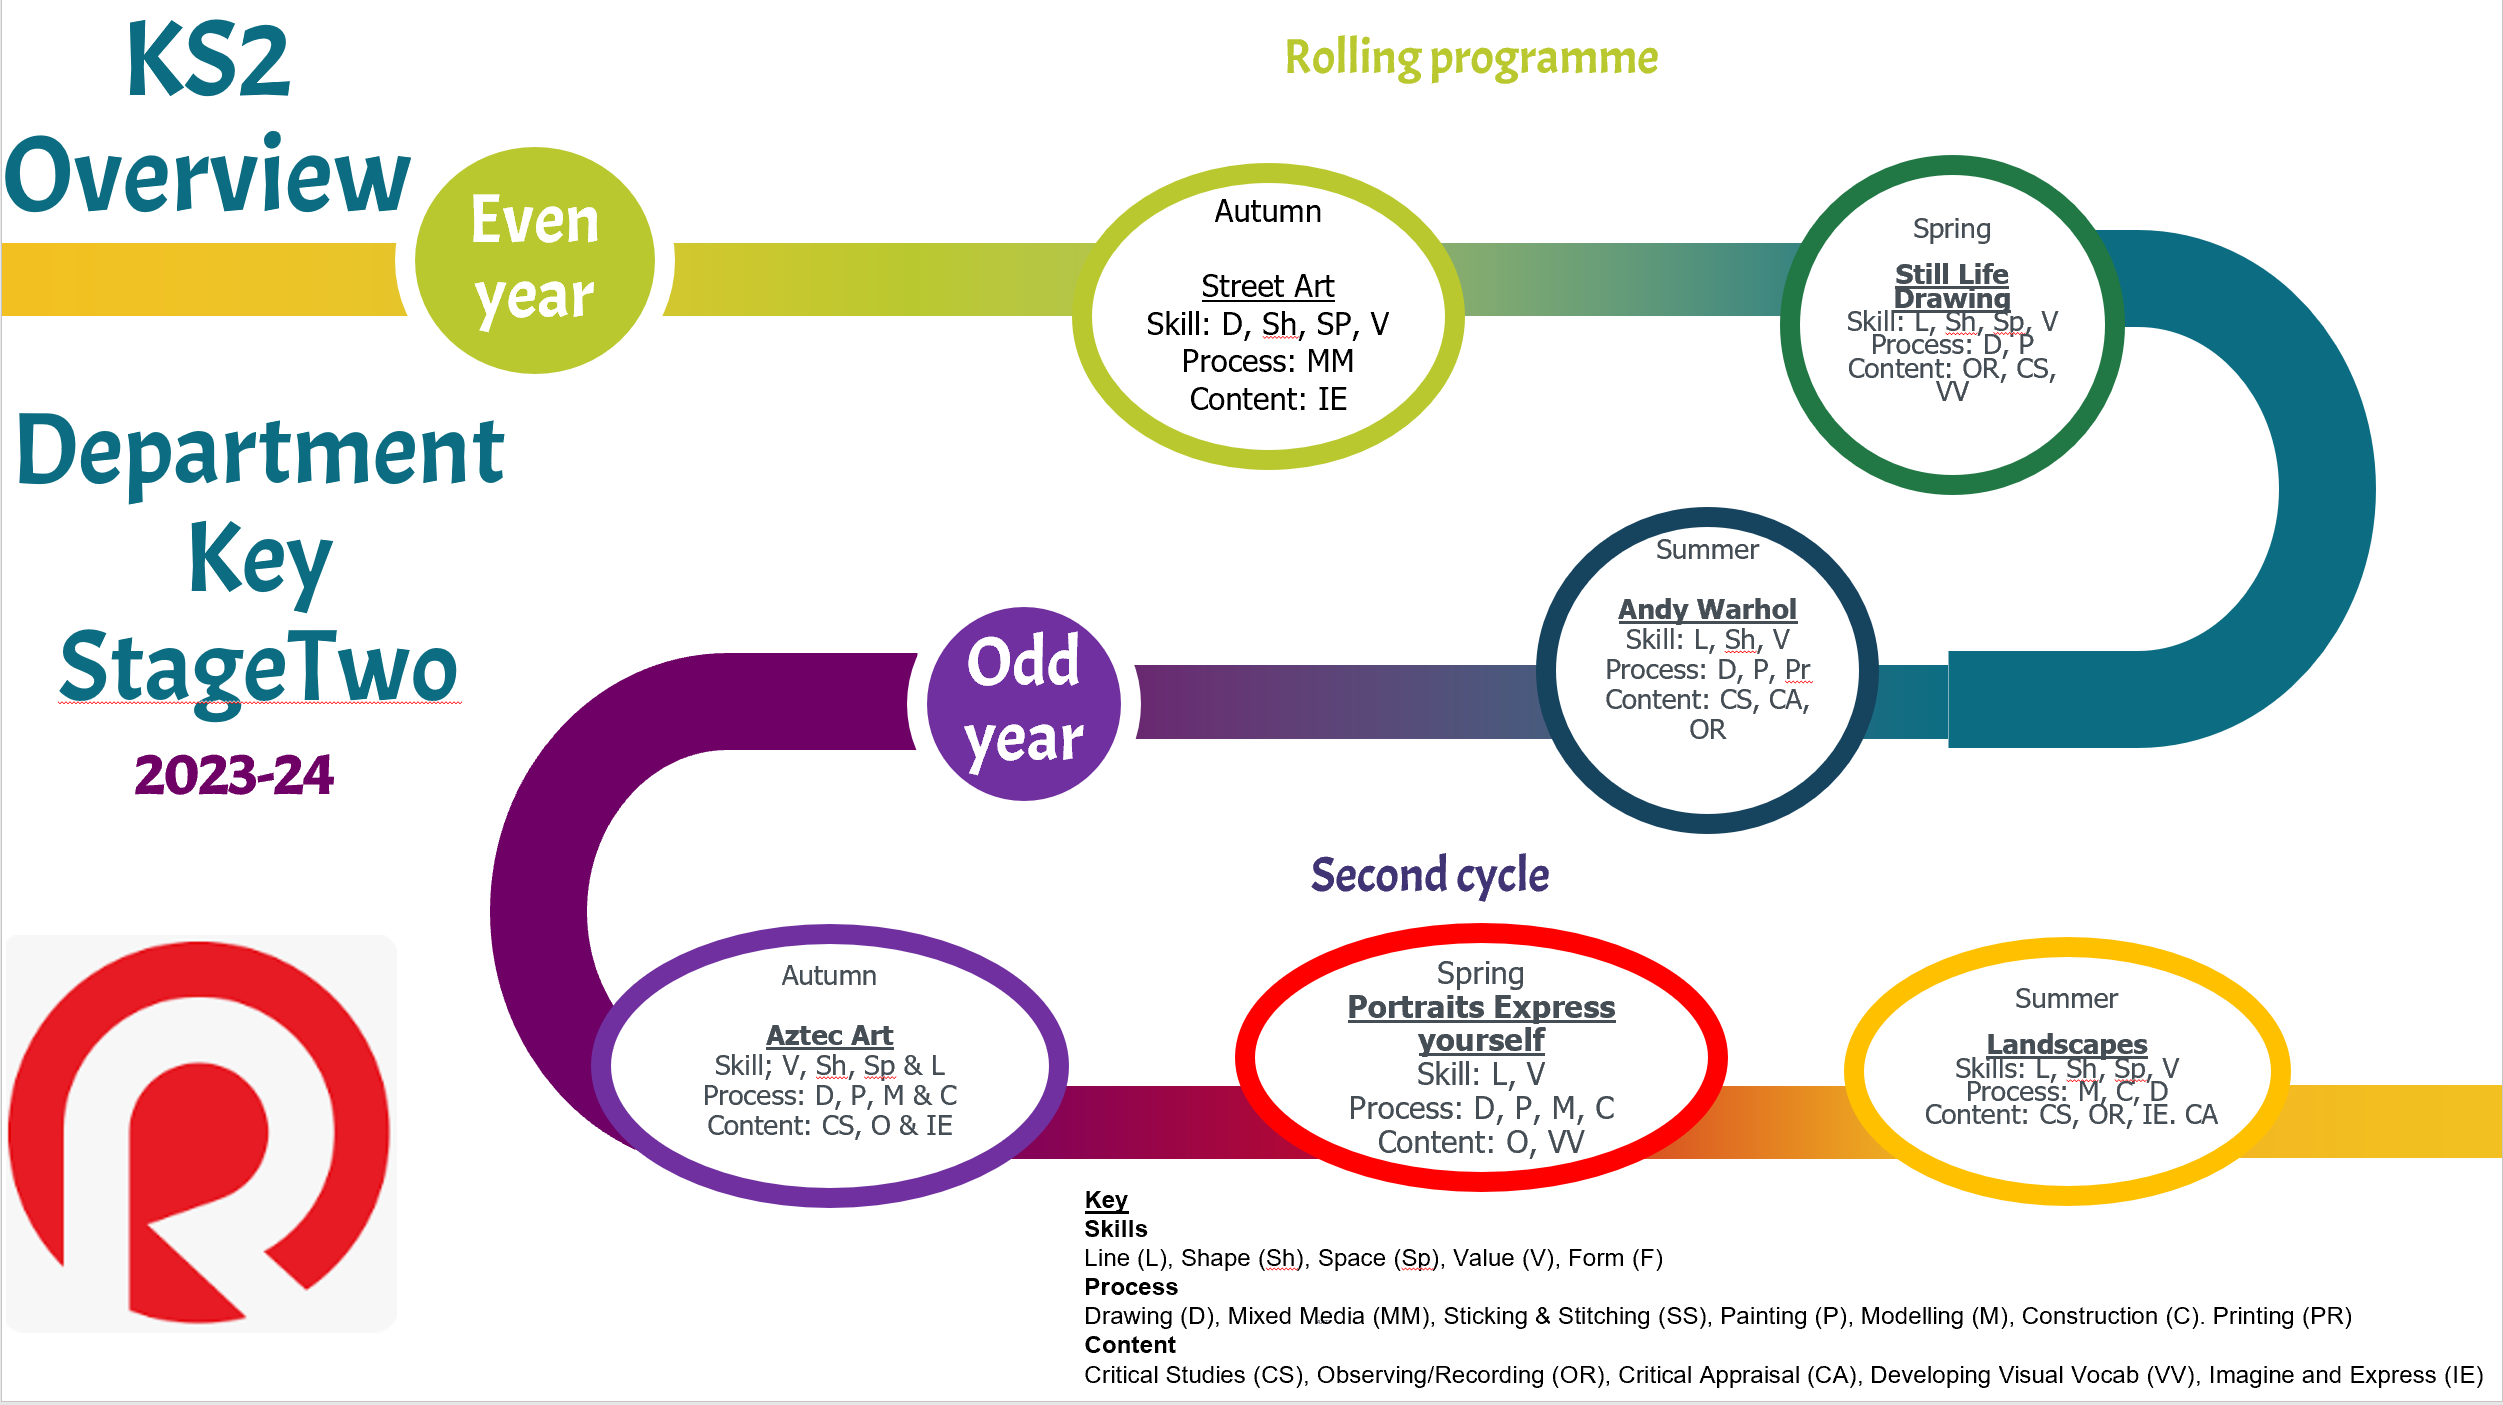 KS2
Overview
Rolling programme
Even
year
Autumn
Street Art
Skill: D, Sh, SP, V
Process: MM
Content: IE
Spring
Still Life
Drawing
Skill: L, Sh, Sp, V
Process: D, P
Content: OR, CS,
VV
Department
Key
StageTwo
2023-24
Summer
Andy Warhol
Skill: L, Sh, V
Process: D, P, Pr
Content: CS, CA,
OR
Odd
year
Second cycle
Autumn
Aztec Art
Skill; V, Sh, Sp & L
Process: D, P, M & C
Content: CS, O & IE
Spring
Portraits Express
yourself
Skill: L, V
Process: D, P, M, C
Content: O, VV
Summer
Landscapes
Skills: L, Sh, Sp, V
Process: M, C, D
Content: CS, OR, IE. CA
Key
Skills
Line (L), Shape (Sh), Space (Sp), Value (V), Form (F)
Process
Drawing (D), Mixed Media (MM), Sticking & Stitching (SS), Painting (P), Modelling (M), Construction (C). Printing (PR)
Content
Critical Studies (CS), Observing/Recording (OR), Critical Appraisal (CA), Developing Visual Vocab (VV), Imagine and Express (IE)